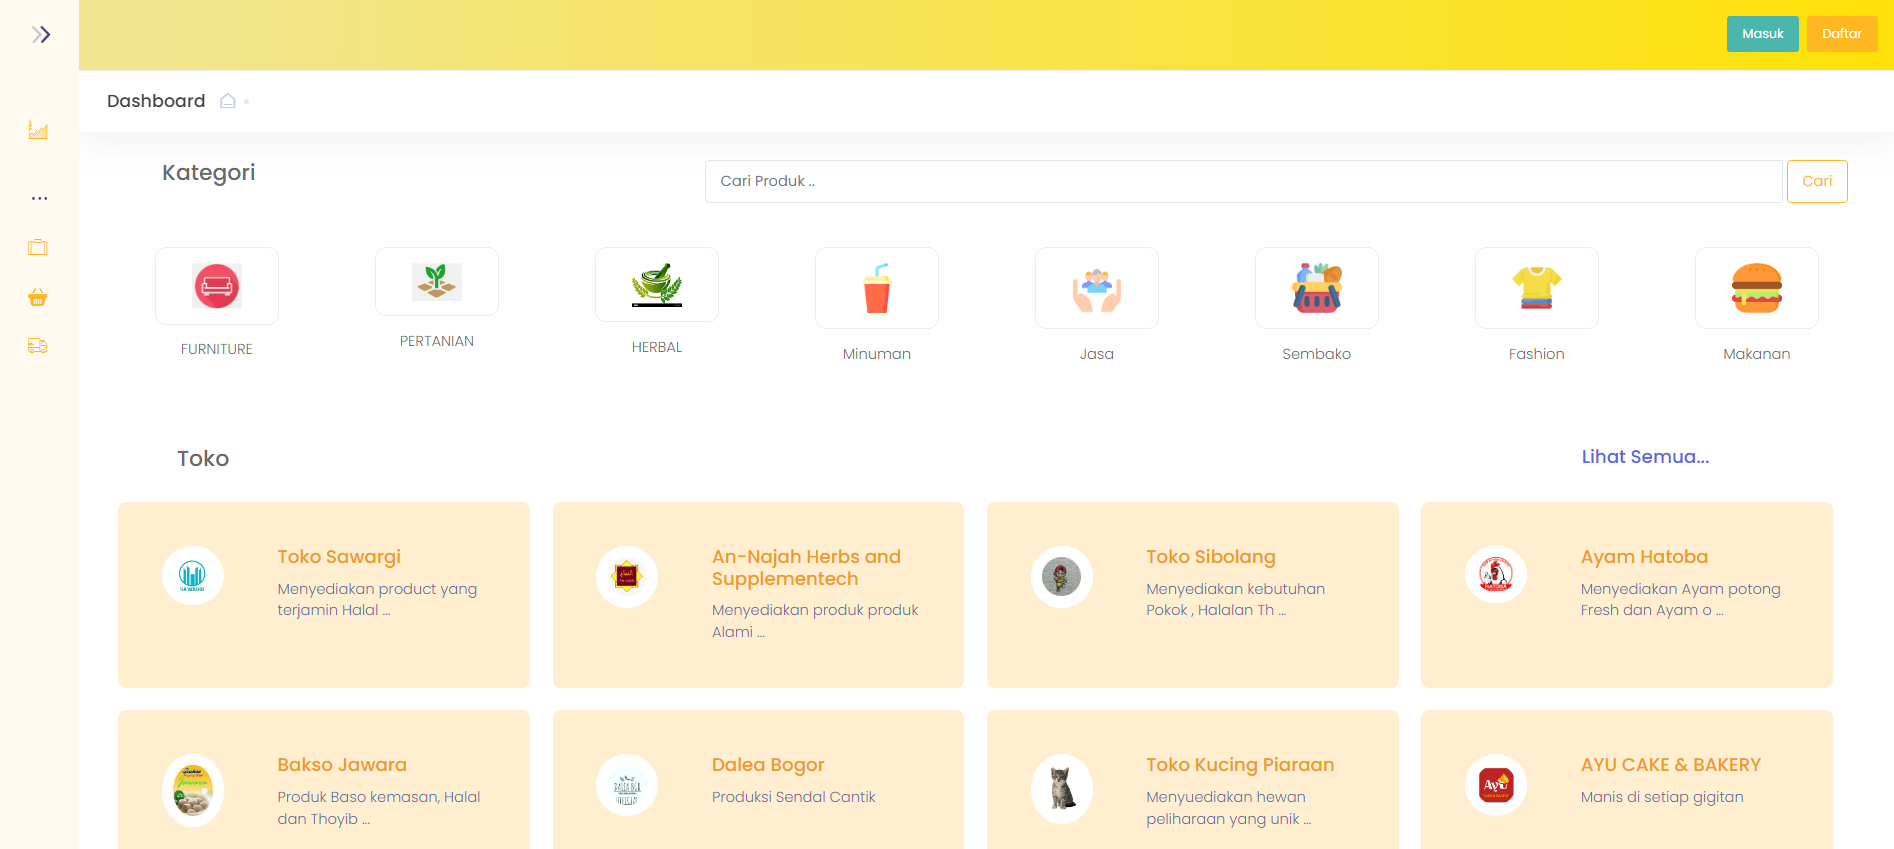 Masuk
Daftar
Dashboard
Kategori
Cari Produk ..
Cari
FURNITURE
PERTANIAN
HERBAL
Minuman
Jasa
Sembako
Fashion
Makanan
Toko
Lihat Semua...
Toko Sawargi
Menyediakan product yang
terjamin Halal ...
An-Najah Herbs and
Supplementech
Menyediakan produk produk
Alami ...
Toko Sibolang
Menyediakan kebutuhan
Pokok , Halalan Th ...
Ayam Hatoba
Menyediakan Ayam potong
Fresh dan Ayam o ...
Bakso Jawara
Produk Baso kemasan, Halal
dan Thoyib ...
Dalea Bogor
Produksi Sendal Cantik
Toko Kucing Piaraan
Menyuediakan hewan
peliharaan yang unik ...
Ayu
AYU CAKE & BAKERY
Manis di setiap gigitan